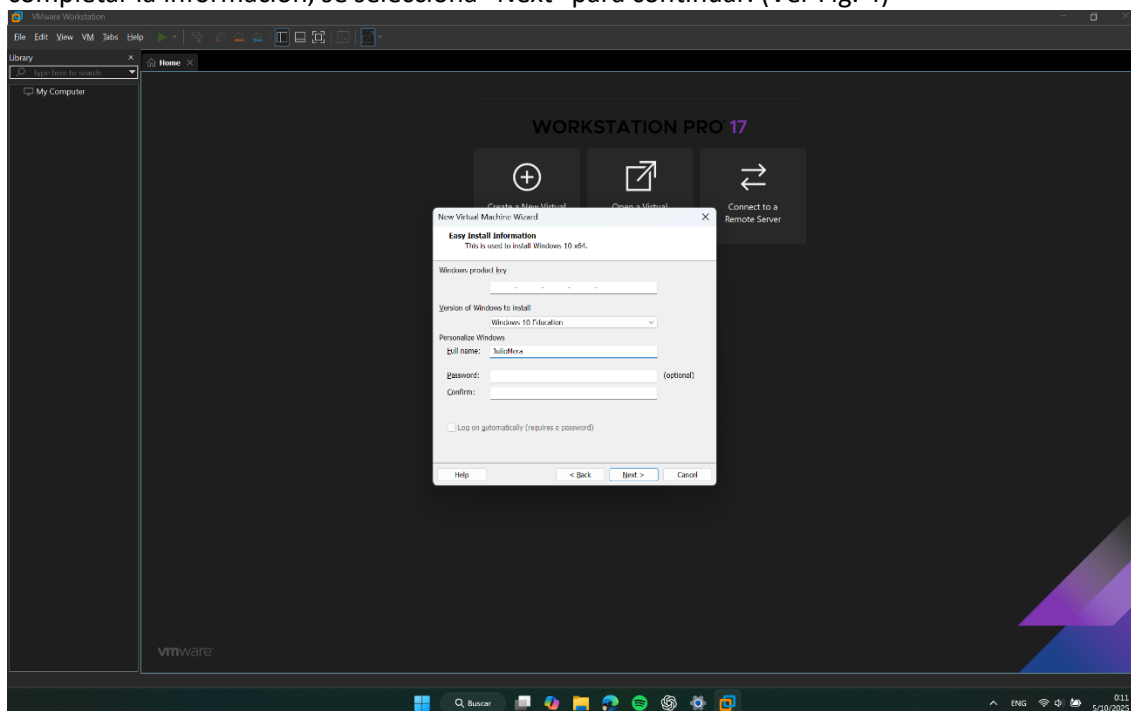 completar la información, se selecciona "Next" para continuar. (Ver Fig. 4)
VMware Workstation
File Edit View VM Tabs Help
Library
Type here to search
My Computer
Home
WORKSTATION PRO 17
Create a New Virtual
Open a Virtual
Connect to a
Remote Server
New Virtual Machine Wizard
Easy Install Information
This is used to install Windows 10 x64.
Windows product key
Version of Windows to install
Windows 10 Education
Personalize Windows
Full name: JulioMera
Password: (optional)
Confirm:
Log on automatically (requires a password)
Help < Back Next > Cancel
vmware
Buscar
ENG
0:11
5/10/2025